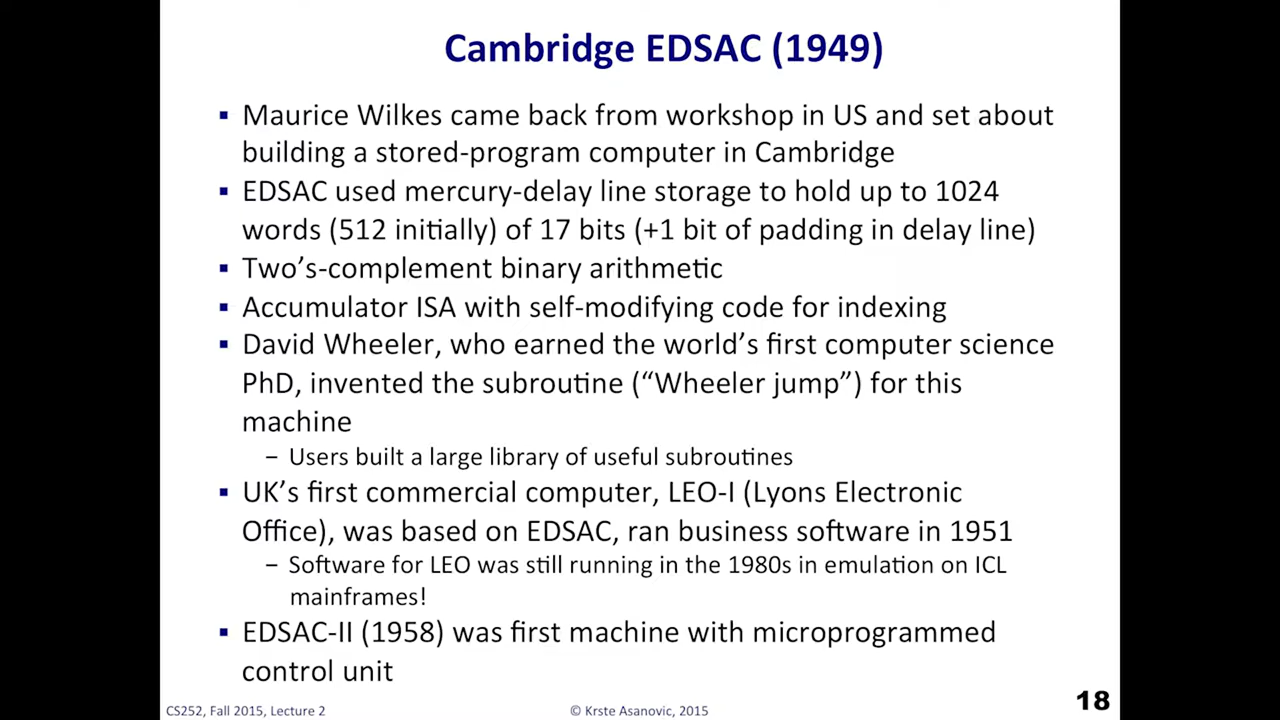 Cambridge EDSAC (1949)
▪ Maurice Wilkes came back from workshop in US and set about
building a stored-program computer in Cambridge
▪ EDSAC used mercury-delay line storage to hold up to 1024
words (512 initially) of 17 bits (+1 bit of padding in delay line)
▪ Two’s-complement binary arithmetic
▪ Accumulator ISA with self-modifying code for indexing
▪ David Wheeler, who earned the world’s first computer science
PhD, invented the subroutine (“Wheeler jump”) for this
machine
– Users built a large library of useful subroutines
▪ UK’s first commercial computer, LEO-I (Lyons Electronic
Office), was based on EDSAC, ran business software in 1951
– Software for LEO was still running in the 1980s in emulation on ICL
mainframes!
▪ EDSAC-II (1958) was first machine with microprogrammed
control unit
CS252, Fall 2015, Lecture 2
© Krste Asanovic, 2015
18